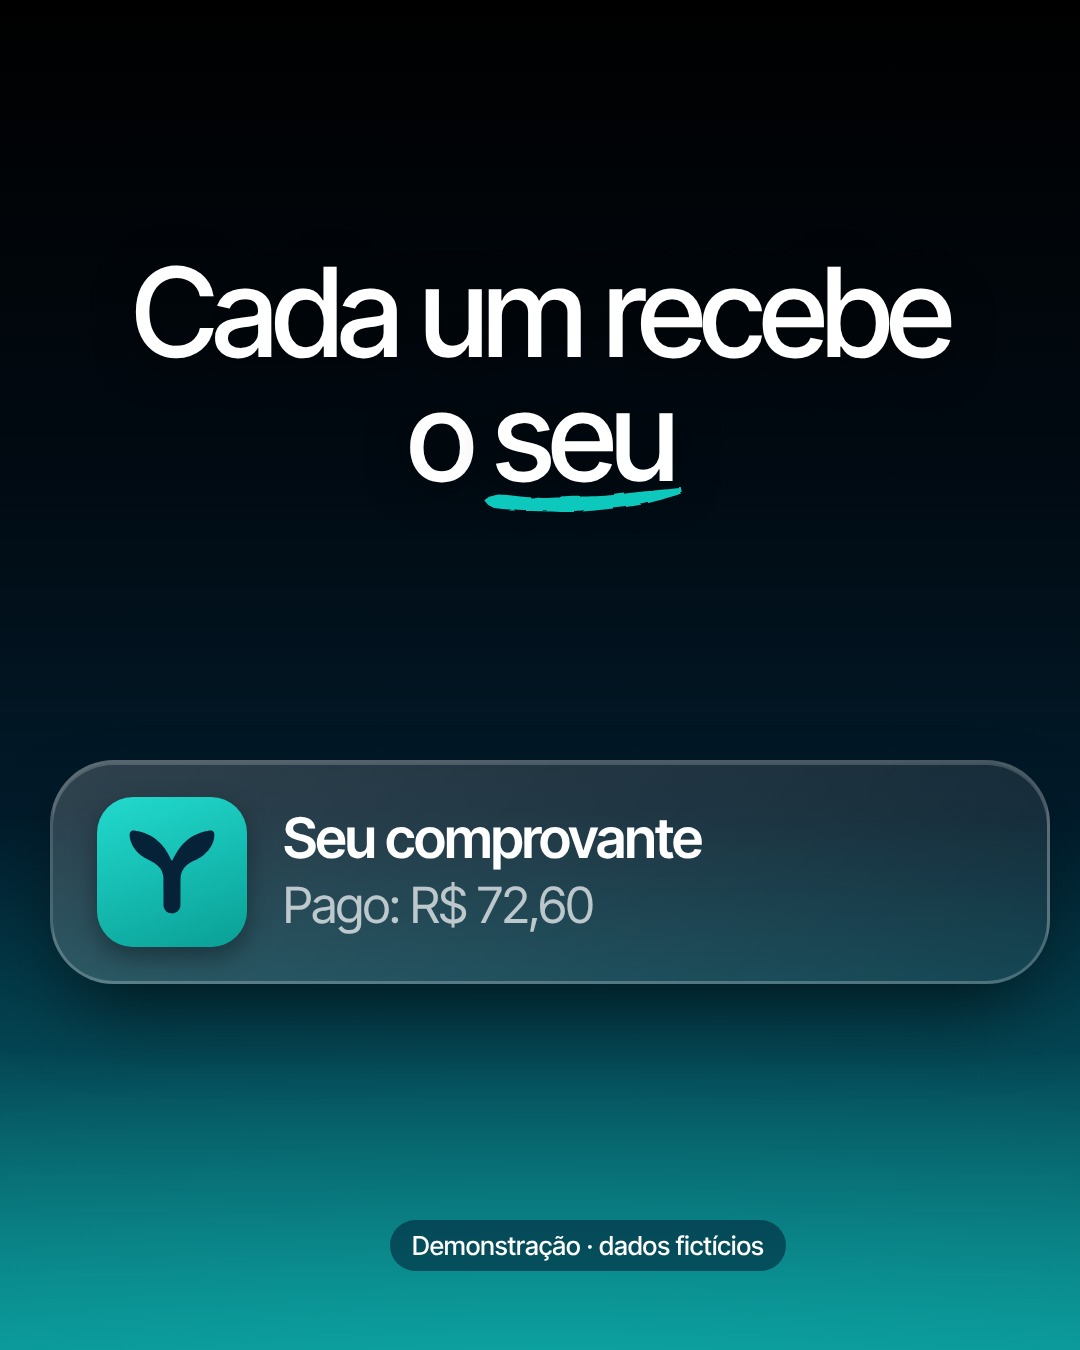 Cada um recebe
o seu
Seu comprovante
Pago: R$ 72,60
Demonstração · dados fictícios